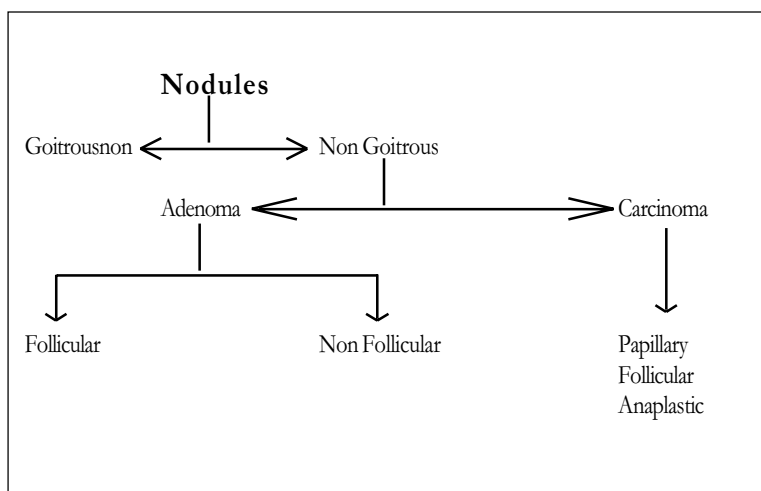 Nodules
Goitrousnon
Non Goitrous
Adenoma
Carcinoma
Follicular
Non Follicular
Papillary
Follicular
Anaplastic